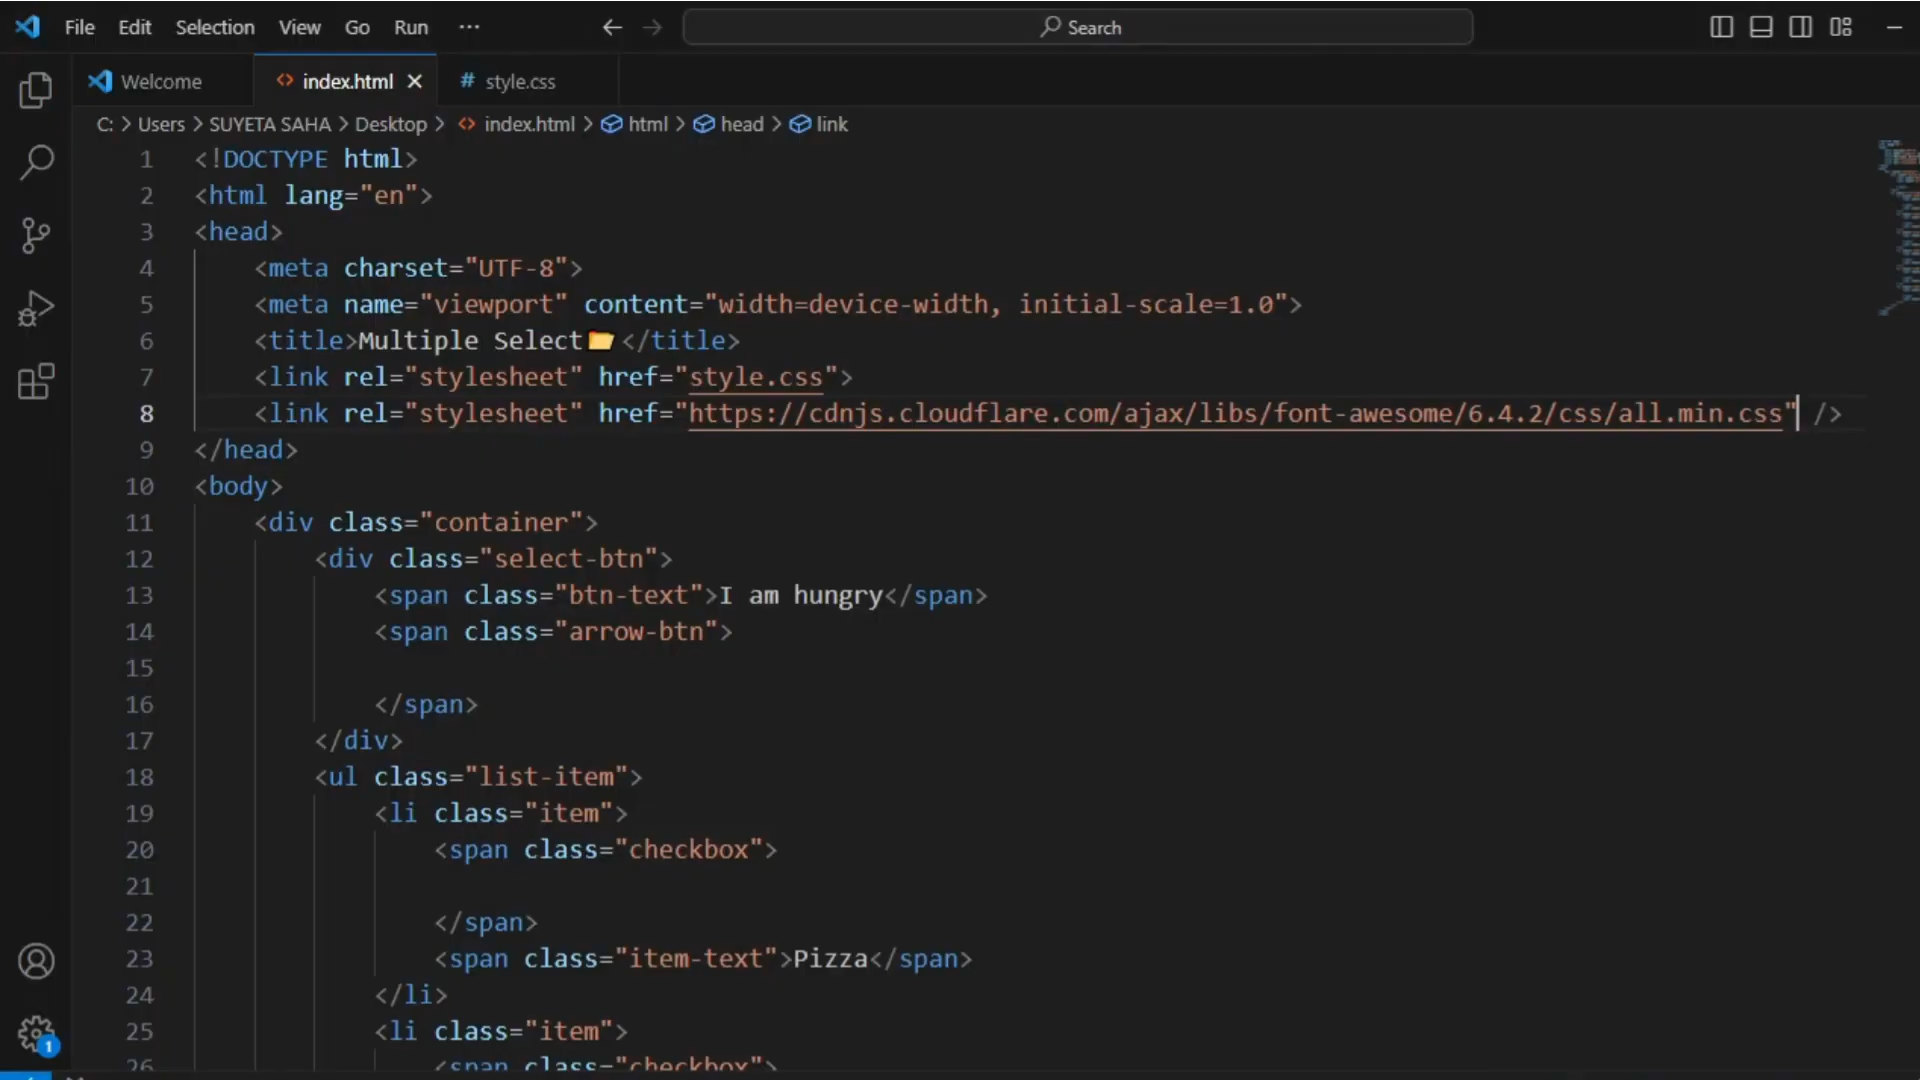 File Edit Selection View Go Run ···
Search
Welcome
index.html
# style.css
C: > Users > SUYETA SAHA > Desktop > index.html > html > head > link
1 <!DOCTYPE html>
2 <html lang="en">
3 <head>
4 <meta charset="UTF-8">
5 <meta name="viewport" content="width=device-width, initial-scale=1.0">
6 <title>Multiple Select📂</title>
7 <link rel="stylesheet" href="style.css">
8 <link rel="stylesheet" href="https://cdnjs.cloudflare.com/ajax/libs/font-awesome/6.4.2/css/all.min.css" />
9 </head>
10 <body>
11 <div class="container">
12 <div class="select-btn">
13 <span class="btn-text">I am hungry</span>
14 <span class="arrow-btn">
15
16 </span>
17 </div>
18 <ul class="list-item">
19 <li class="item">
20 <span class="checkbox">
21
22 </span>
23 <span class="item-text">Pizza</span>
24 </li>
25 <li class="item">
26 <span class="checkbox">
1